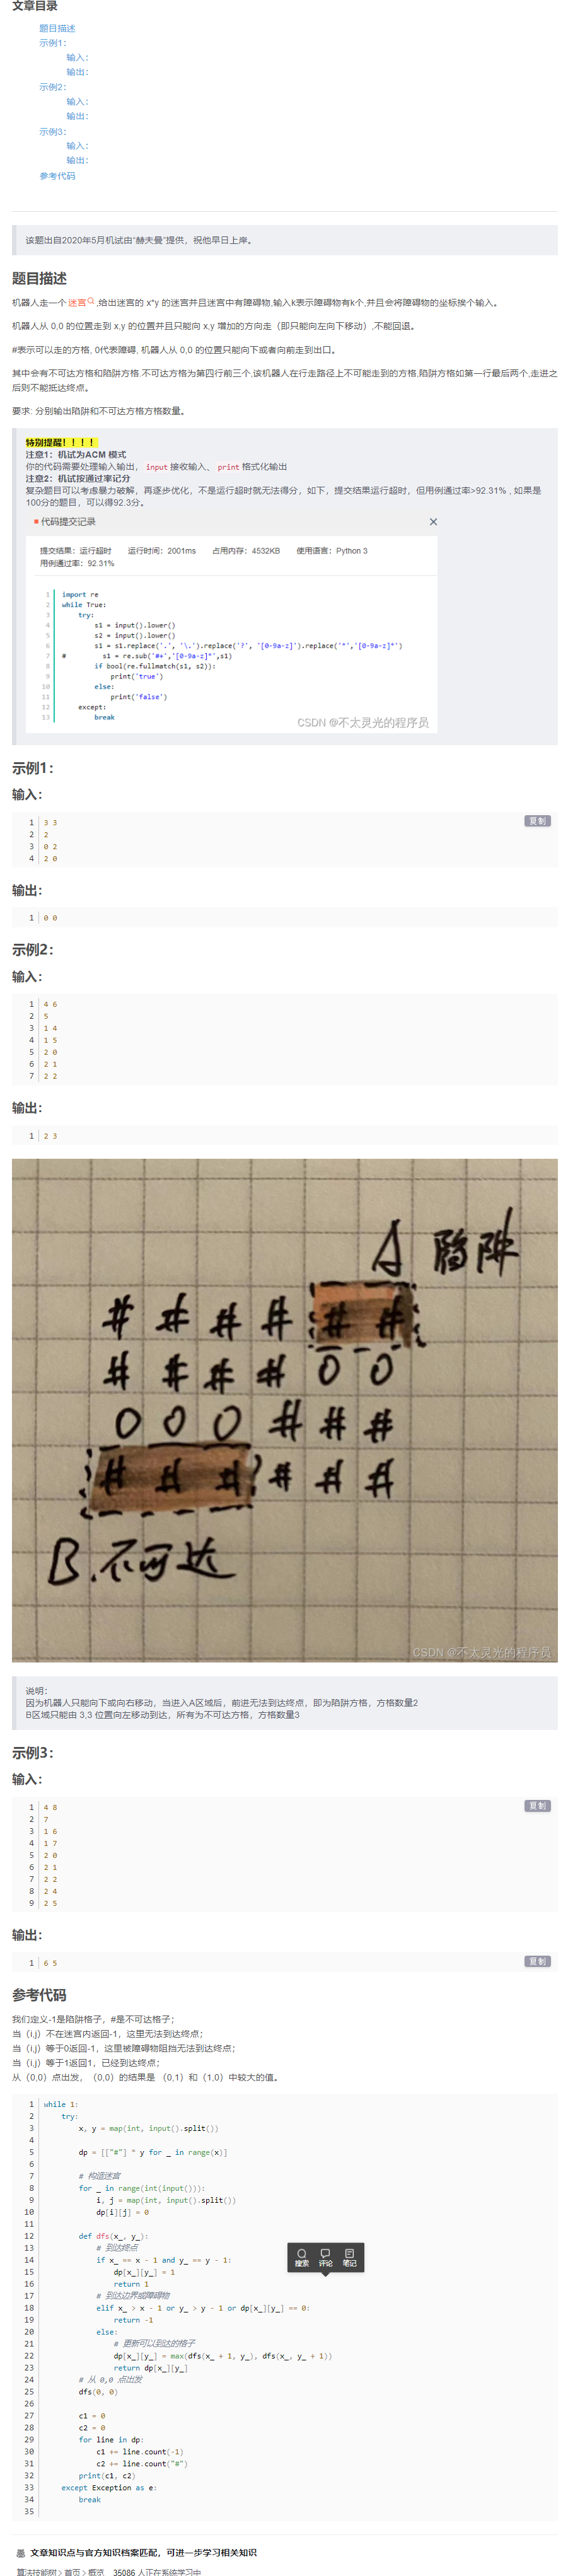 文章目录
题目描述
示例1：
输入：
输出：
示例2：
输入：
输出：
示例3：
输入：
输出：
参考代码
该题出自2020年5月机试由“赫夫曼”提供，祝他早日上岸。
题目描述
机器人走一个迷宫,给出迷宫的 x*y 的迷宫并且迷宫中有障碍物,输入k表示障碍物有k个,并且会将障碍物的坐标挨个输入。
机器人从 0,0 的位置走到 x,y 的位置并且只能向 x,y 增加的方向走（即只能向左向下移动）,不能回退。
#表示可以走的方格, 0代表障碍, 机器人从 0,0 的位置只能向下或者向前走到出口。
其中会有不可达方格和陷阱方格.不可达方格为第四行前三个,该机器人在行走路径上不可能走到的方格,陷阱方格如第一行最后两个,走进之
后则不能抵达终点。
要求: 分别输出陷阱和不可达方格方格数量。
特别提醒！！！！
注意1：机试为ACM 模式
你的代码需要处理输入输出，input接收输入、print格式化输出
注意2：机试按通过率记分
复杂题目可以考虑暴力破解，再逐步优化，不是运行超时就无法得分，如下，提交结果运行超时，但用例通过率>92.31% , 如果是
100分的题目，可以得92.3分。
代码提交记录
提交结果：运行超时 运行时间：2001ms 占用内存：4532KB 使用语言：Python 3
用例通过率：92.31%
1 import re
2 while True:
3 try:
4 s1 = input().lower()
5 s2 = input().lower()
6 s1 = s1.replace('.', '\.').replace('?', '[0-9a-z]').replace('*','[0-9a-z]*')
7 # s1 = re.sub('#+','[0-9a-z]*',s1)
8 if bool(re.fullmatch(s1, s2)):
9 print('true')
10 else:
11 print('false')
12 except:
13 break
CSDN @不太灵光的程序员
示例1：
输入：
复制
1 3 3
2 2
3 0 2
4 2 0
输出：
1 0 0
示例2：
输入：
1 4 6
2 5
3 1 4
4 1 5
5 2 0
6 2 1
7 2 2
输出：
1 2 3
A 陷阱
# # # # # #
# # # # 0 0
0 0 0 # # #
# # # # # #
B.不可达
CSDN @不太灵光的程序员
说明：
因为机器人只能向下或向右移动，当进入A区域后，前进无法到达终点，即为陷阱方格，方格数量2
B区域只能由 3,3 位置向左移动到达，所有为不可达方格，方格数量3
示例3：
输入：
复制
1 4 8
2 7
3 1 6
4 1 7
5 2 0
6 2 1
7 2 2
8 2 4
9 2 5
输出：
复制
1 6 5
参考代码
我们定义-1是陷阱格子，#是不可达格子；
当（i,j）不在迷宫内返回-1，这里无法到达终点；
当（i,j）等于0返回-1，这里被障碍物阻挡无法到达终点；
当（i,j）等于1返回1，已经到达终点；
从（0,0）点出发，（0,0）的结果是 （0,1）和（1,0）中较大的值。
1 while 1:
2 try:
3 x, y = map(int, input().split())
4
5 dp = [["#"] * y for _ in range(x)]
6
7 # 构造迷宫
8 for _ in range(int(input())):
9 i, j = map(int, input().split())
10 dp[i][j] = 0
11
12 def dfs(x_, y_):
13 # 到达终点
14 if x_ == x - 1 and y_ == y - 1:
15 dp[x_][y_] = 1
16 return 1
17 # 到达边界或障碍物
18 elif x_ > x - 1 or y_ > y - 1 or dp[x_][y_] == 0:
19 return -1
20 else:
21 # 更新可以到达的格子
22 dp[x_][y_] = max(dfs(x_ + 1, y_), dfs(x_, y_ + 1))
23 return dp[x_][y_]
24 # 从 0,0 点出发
25 dfs(0, 0)
26
27 c1 = 0
28 c2 = 0
29 for line in dp:
30 c1 += line.count(-1)
31 c2 += line.count("#")
32 print(c1, c2)
33 except Exception as e:
34 break
35
搜索 评论 笔记
文章知识点与官方知识档案匹配，可进一步学习相关知识
算法技能树 > 首页 > 概览 35086 人正在系统学习中